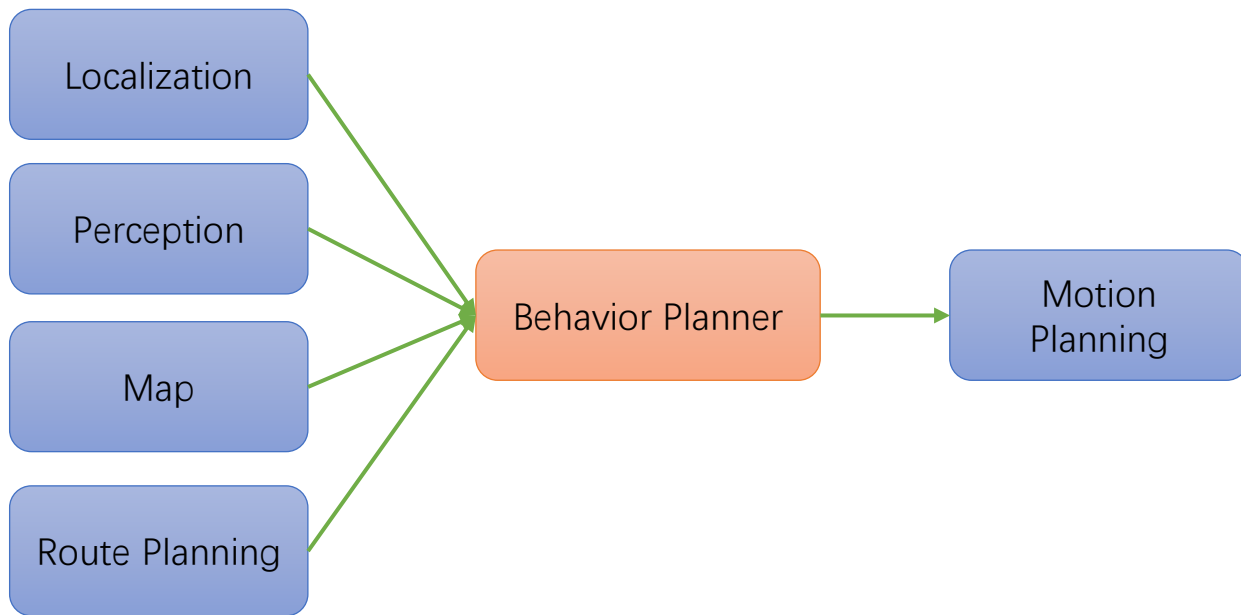 Localization
Perception
Map
Route Planning
Behavior Planner
Motion
Planning